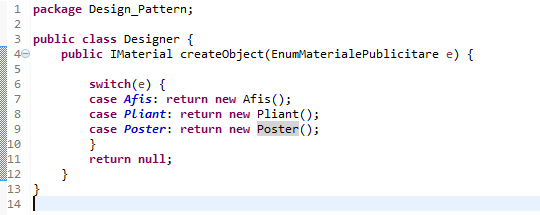 1 package Design_Pattern;
2
3 public class Designer {
4 public IMaterial createObject(EnumMaterialePublicitare e) {
5
6 switch(e) {
7 case Afis: return new Afis();
8 case Pliant: return new Pliant();
9 case Poster: return new Poster();
10 }
11 return null;
12 }
13 }
14